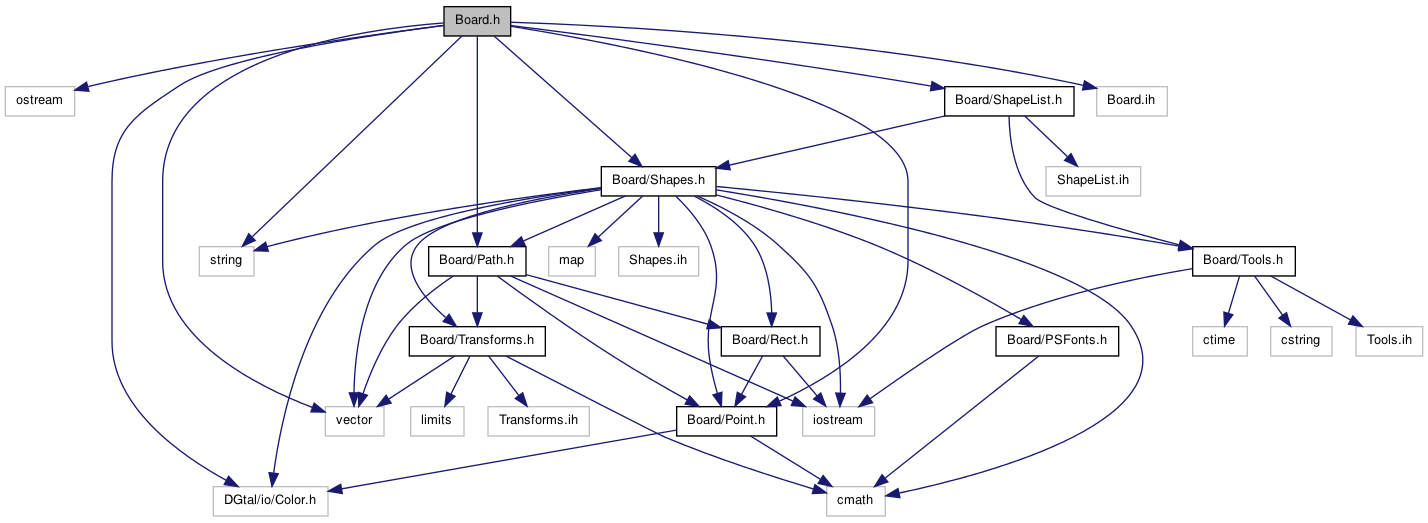 Board.h
ostream
Board/ShapeList.h
Board.ih
Board/Shapes.h
ShapeList.ih
string
Board/Path.h
map
Shapes.ih
Board/Tools.h
Board/Transforms.h
Board/Rect.h
Board/PSFonts.h
ctime
cstring
Tools.ih
vector
limits
Transforms.ih
Board/Point.h
iostream
DGtal/io/Color.h
cmath